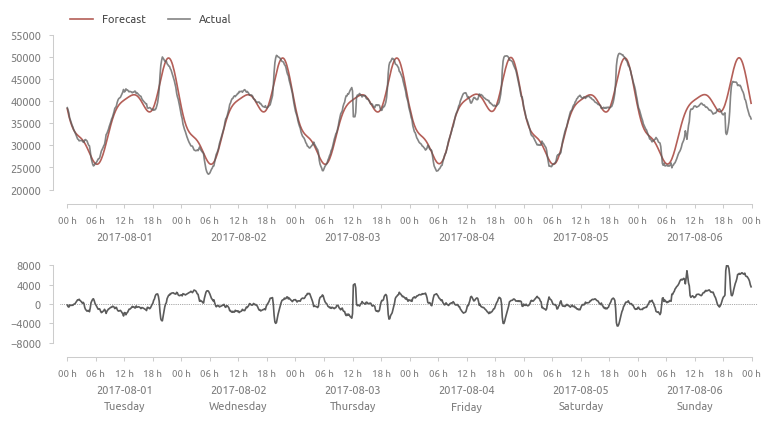 Forecast Actual
55000
50000
45000
40000
35000
30000
25000
20000
00 h 06 h 12 h 18 h 00 h 06 h 12 h 18 h 00 h 06 h 12 h 18 h 00 h 06 h 12 h 18 h 00 h 06 h 12 h 18 h 00 h 06 h 12 h 18 h 00 h
2017-08-01 2017-08-02 2017-08-03 2017-08-04 2017-08-05 2017-08-06
8000
4000
0
−4000
−8000
00 h 06 h 12 h 18 h 00 h 06 h 12 h 18 h 00 h 06 h 12 h 18 h 00 h 06 h 12 h 18 h 00 h 06 h 12 h 18 h 00 h 06 h 12 h 18 h 00 h
2017-08-01 2017-08-02 2017-08-03 2017-08-04 2017-08-05 2017-08-06
Tuesday Wednesday Thursday Friday Saturday Sunday